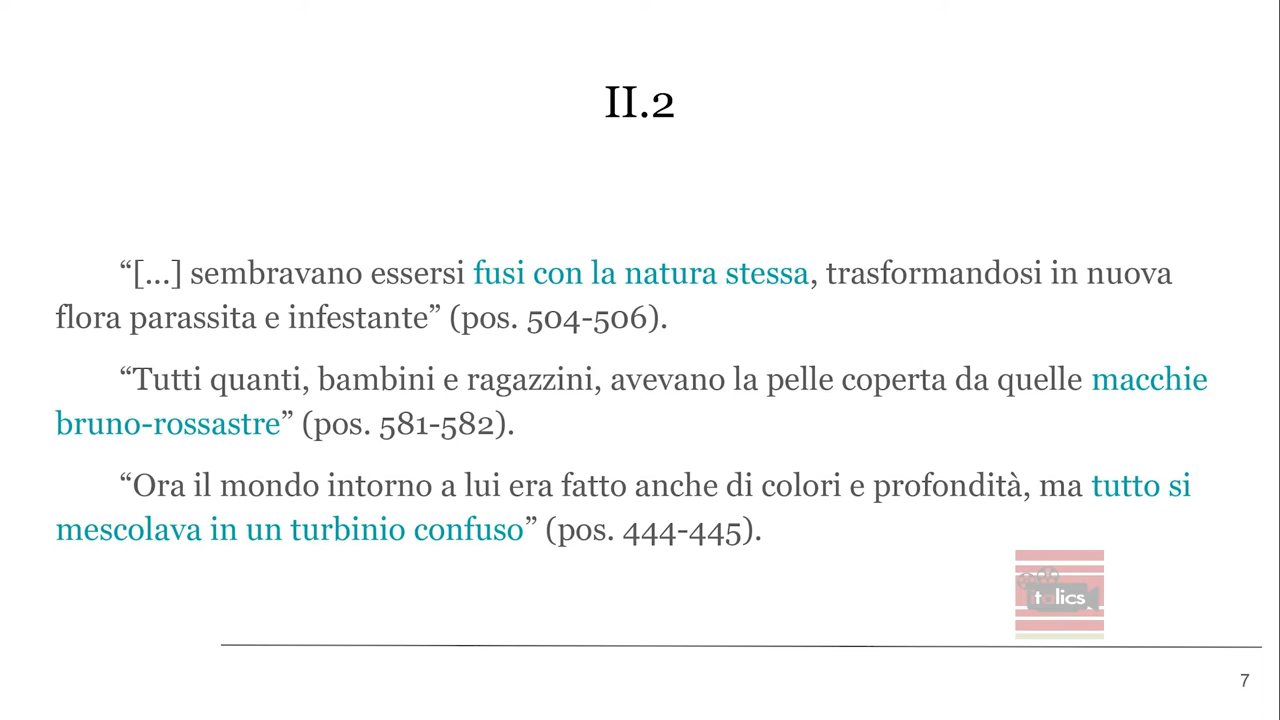 II.2
“[...] sembravano essersi fusi con la natura stessa, trasformandosi in nuova
flora parassita e infestante” (pos. 504-506).
“Tutti quanti, bambini e ragazzini, avevano la pelle coperta da quelle macchie
bruno-rossastre” (pos. 581-582).
“Ora il mondo intorno a lui era fatto anche di colori e profondità, ma tutto si
mescolava in un turbinio confuso” (pos. 444-445).
italics
7